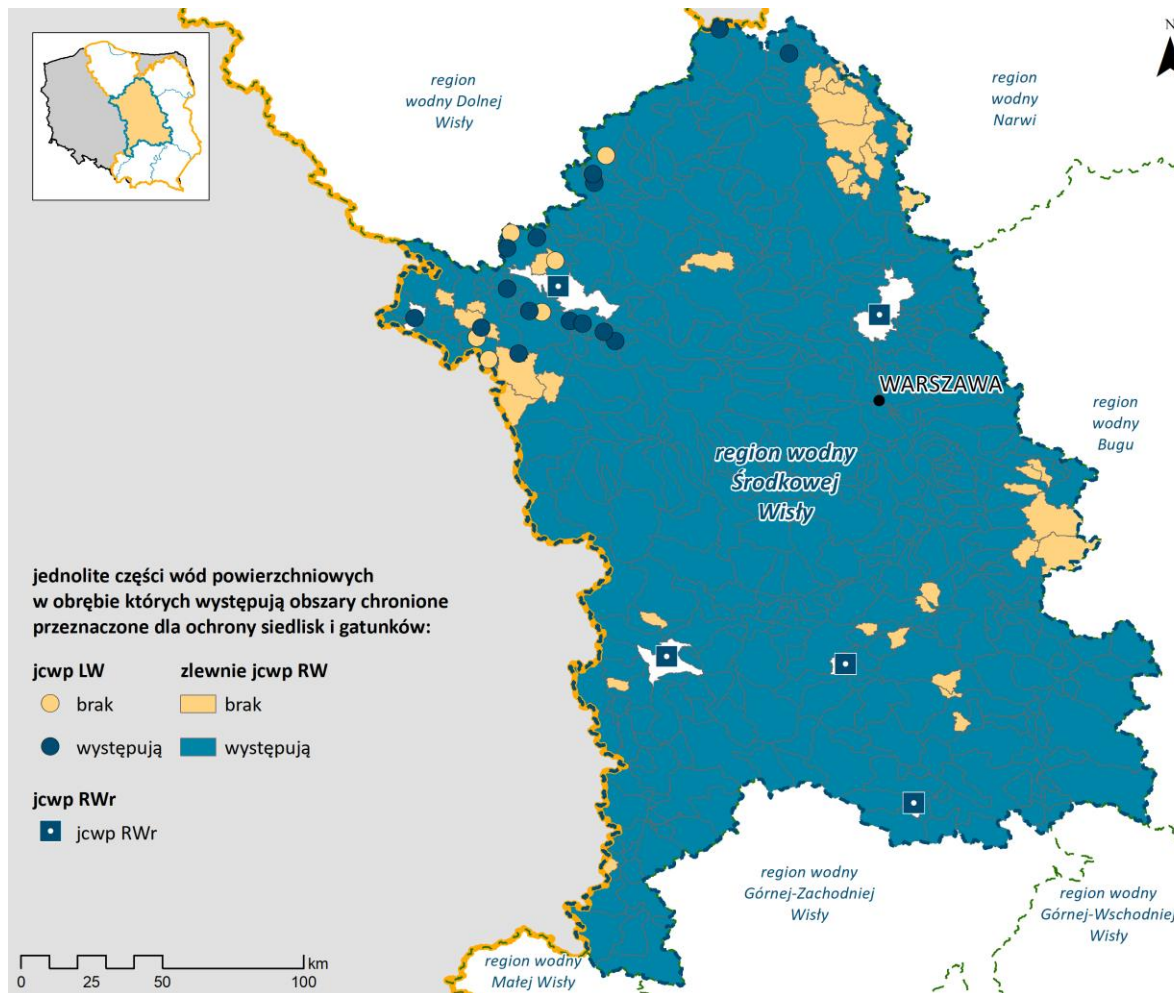 N
region
wodny Dolnej
Wisły
region
wodny
Narwi
WARSZAWA
region
wodny
Bugu
region wodny
Środkowej
Wisły
jednolite części wód powierzchniowych
w obrębie których występują obszary chronione
przeznaczone dla ochrony siedlisk i gatunków:
jcwp LW
zlewnie jcwp RW
brak
brak
występują
występują
jcwp RWr
jcwp RWr
region wodny
Górnej-Zachodniej
Wisły
region wodny
Górnej-Wschodniej
Wisły
region wodny
Małej Wisły
km
0 25 50 100